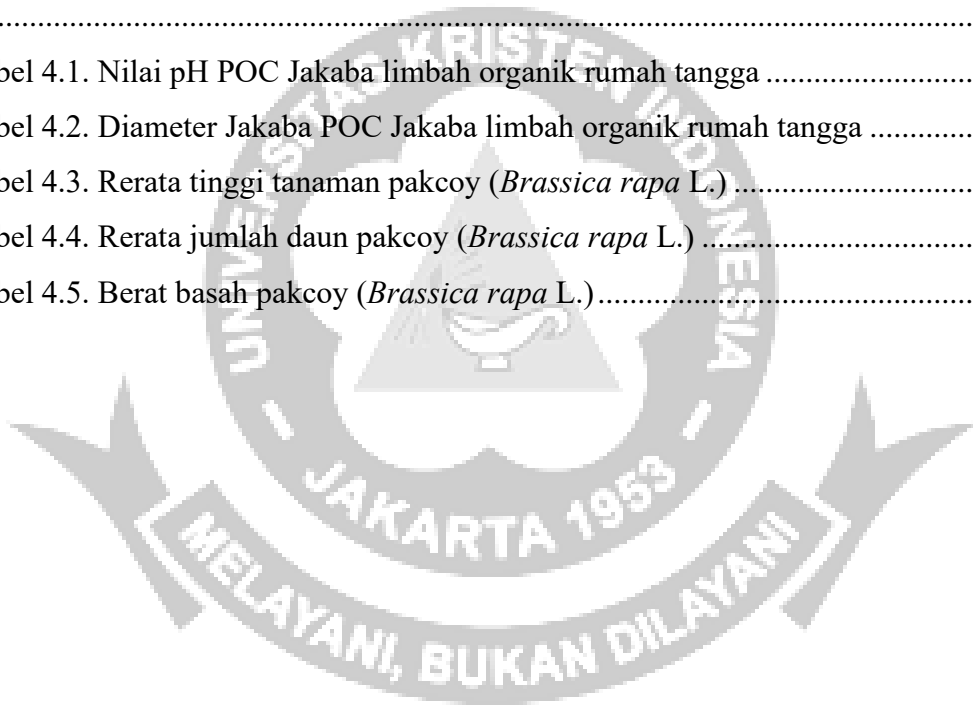 ........................................................................................................
bel 4.1. Nilai pH POC Jakaba limbah organik rumah tangga ..........................
bel 4.2. Diameter Jakaba POC Jakaba limbah organik rumah tangga .............
bel 4.3. Rerata tinggi tanaman pakcoy (Brassica rapa L.) ..............................
bel 4.4. Rerata jumlah daun pakcoy (Brassica rapa L.) ..................................
bel 4.5. Berat basah pakcoy (Brassica rapa L.) ...............................................
UNIVERSITAS KRISTEN INDONESIA
– JAKARTA 1953 –
MELAYANI, BUKAN DILAYANI